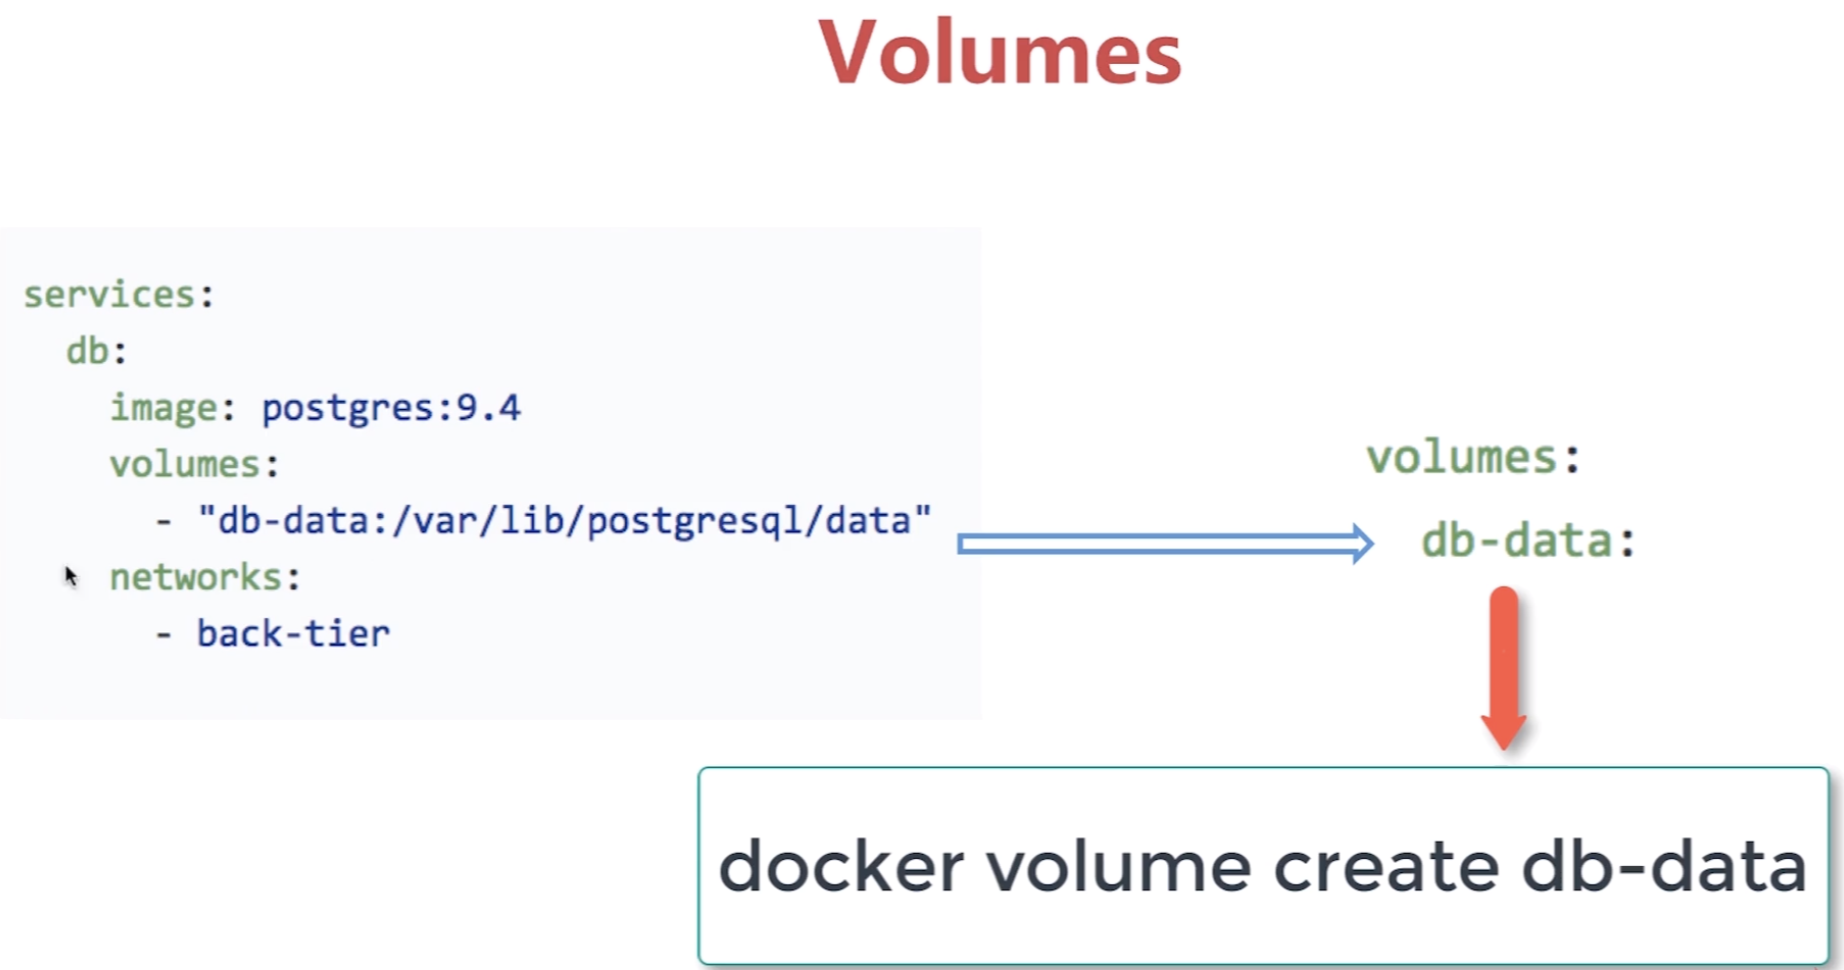 Volumes
services:
db:
image: postgres:9.4
volumes:
- "db-data:/var/lib/postgresql/data"
networks:
- back-tier
volumes:
db-data:
docker volume create db-data